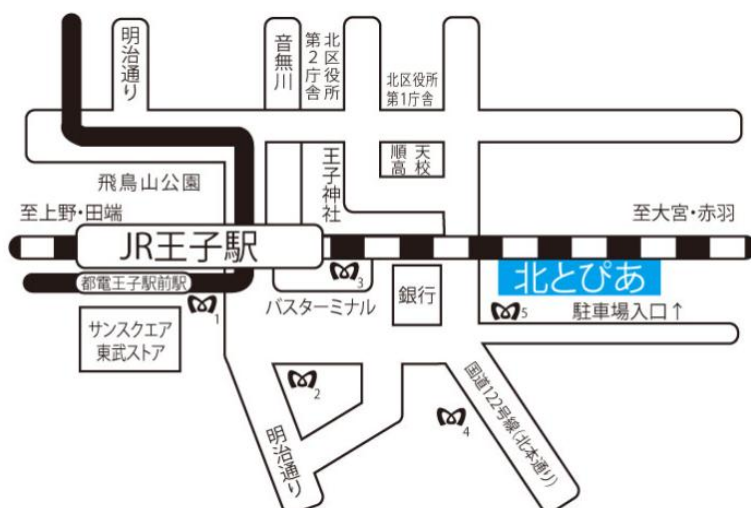 明治通り
音無川
北区役所
第2庁舎
北区役所
第1庁舎
順天
高校
王子神社
飛鳥山公園
至上野・田端
至大宮・赤羽
JR王子駅
北とぴあ
都電王子駅前駅
3
バスターミナル
銀行
5
駐車場入口↑
1
サンスクエア
東武ストア
2
4
国道122号線(北本通り)
明治通り